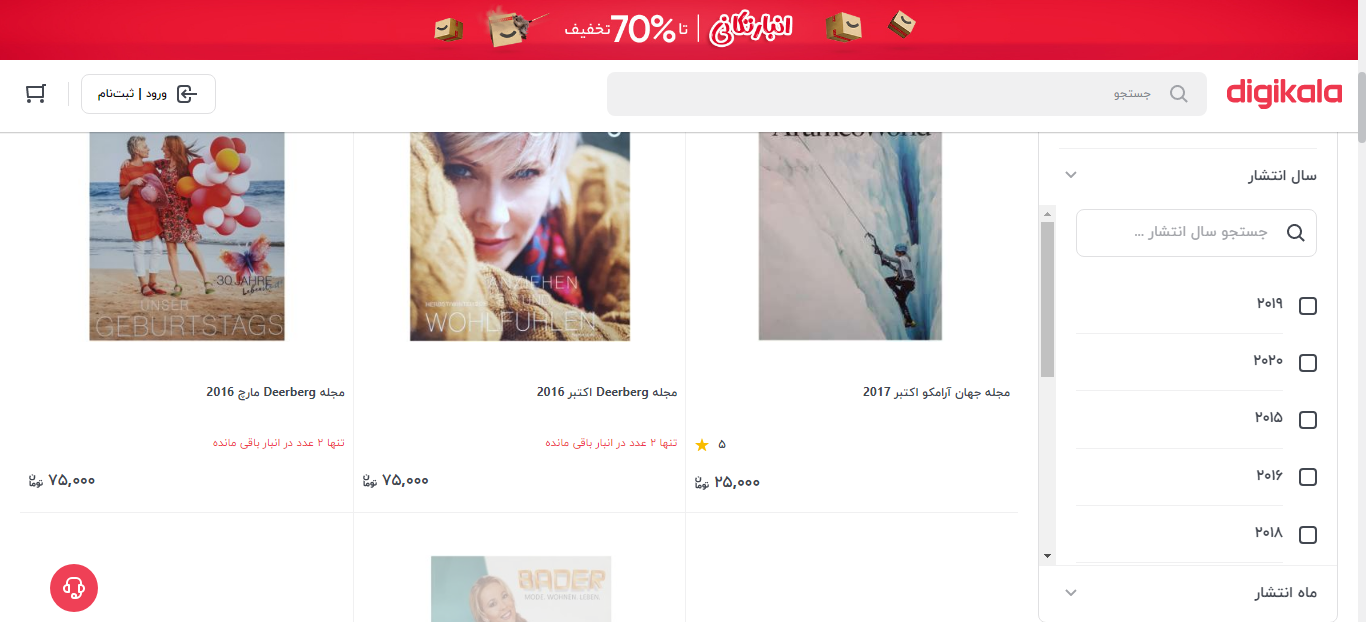 انبارتکانی | تا 70% تخفیف
digikala
جستجو
ورود | ثبت‌نام
سال انتشار
جستجو سال انتشار ...
۲۰۱۹
۲۰۲۰
۲۰۱۵
۲۰۱۶
۲۰۱۸
ماه انتشار
AramcoWorld
مجله جهان آرامکو اکتبر 2017
۵
۲۵,۰۰۰ تومان
ANZIEHEN
UND
WOHLFÜHLEN
مجله Deerberg اکتبر 2016
تنها ۲ عدد در انبار باقی مانده
۷۵,۰۰۰ تومان
30 JAHRE
UNSER
GEBURTSTAGS
مجله Deerberg مارچ 2016
تنها ۲ عدد در انبار باقی مانده
۷۵,۰۰۰ تومان
BADER
MODE. WOHNEN. LEBEN.